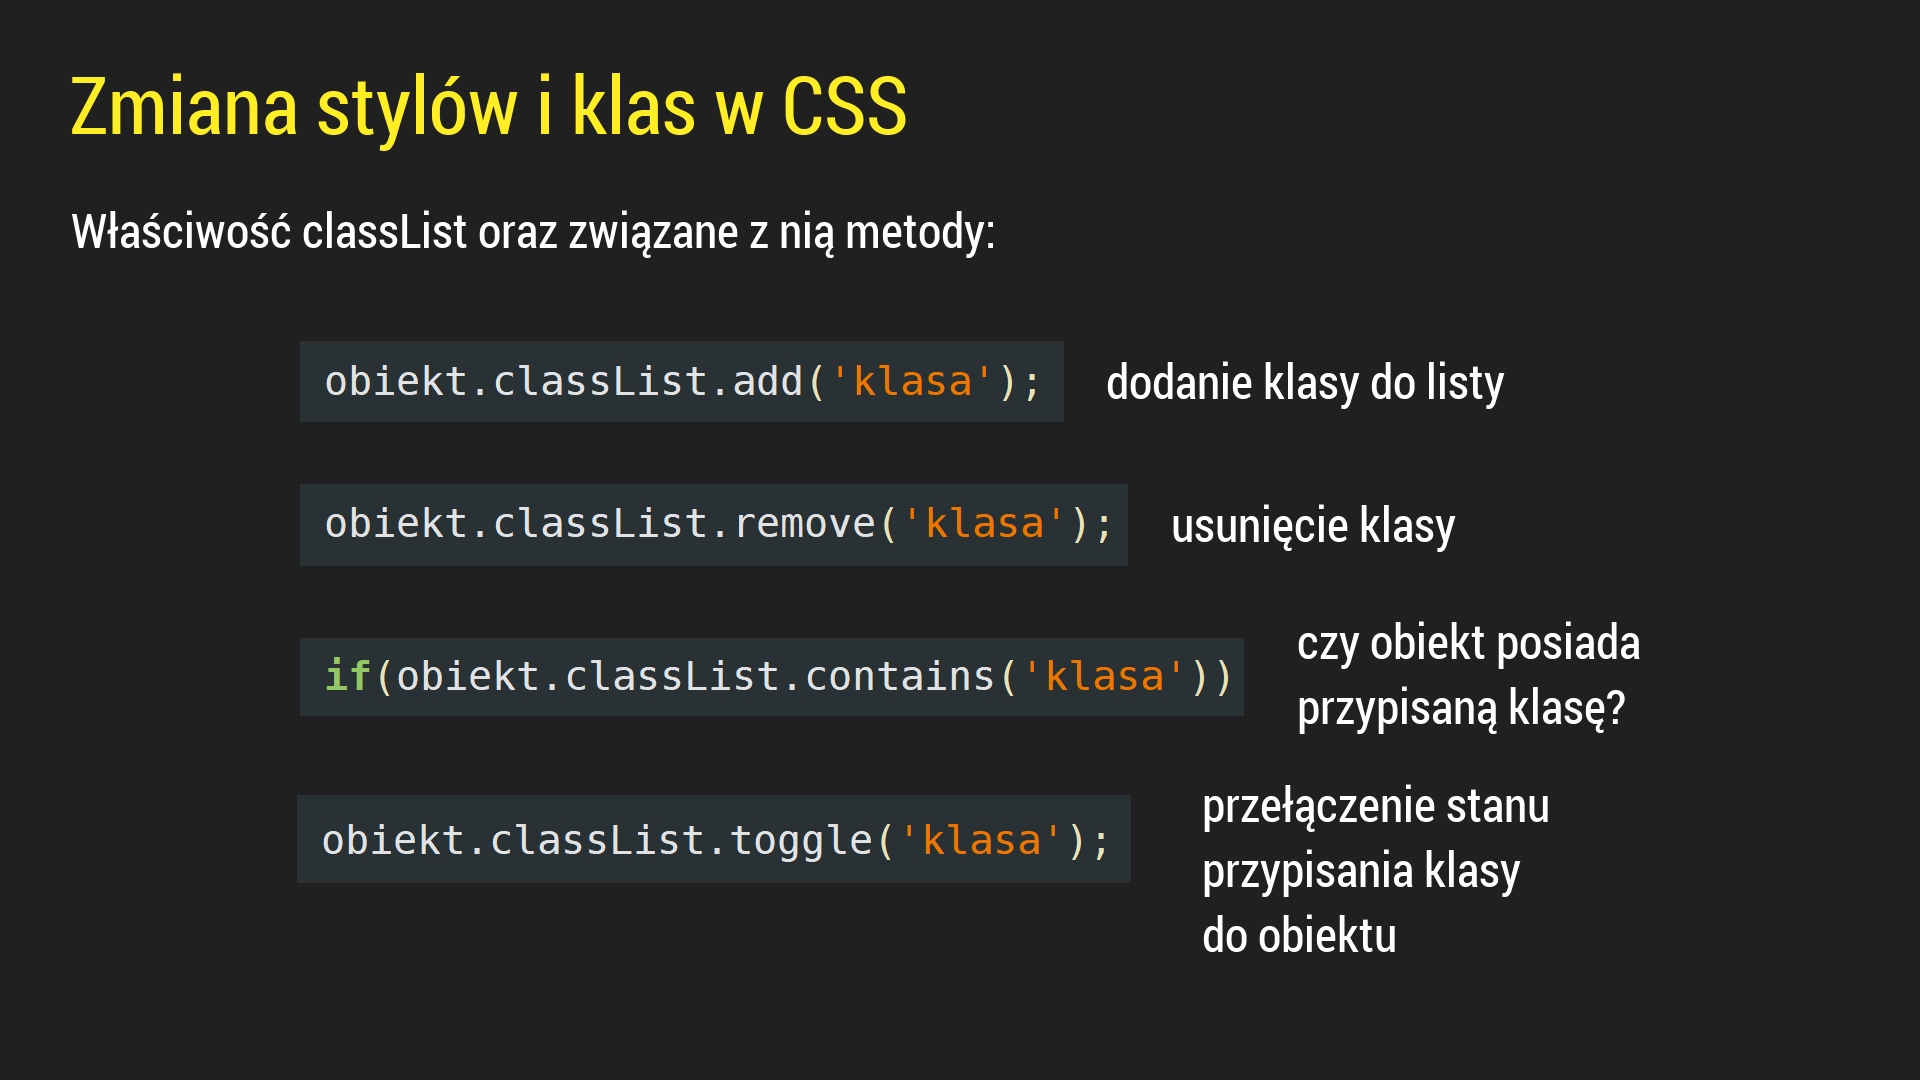 Zmiana stylów i klas w CSS
Właściwość classList oraz związane z nią metody:
obiekt.classList.add('klasa');
dodanie klasy do listy
obiekt.classList.remove('klasa');
usunięcie klasy
if(obiekt.classList.contains('klasa'))
czy obiekt posiada
przypisaną klasę?
obiekt.classList.toggle('klasa');
przełączenie stanu
przypisania klasy
do obiektu